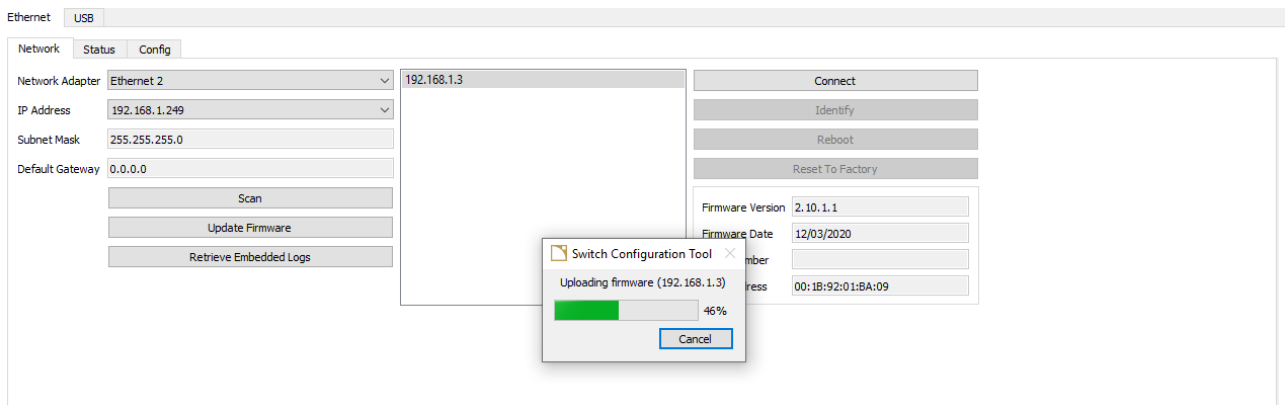 Ethernet USB
Network Status Config
Network Adapter Ethernet 2
IP Address 192.168.1.249
Subnet Mask 255.255.255.0
Default Gateway 0.0.0.0
Scan
Update Firmware
Retrieve Embedded Logs
192.168.1.3
Connect
Identify
Reboot
Reset To Factory
Firmware Version 2.10.1.1
Firmware Date 12/03/2020
mber
ress 00:1B:92:01:BA:09
Switch Configuration Tool
Uploading firmware (192.168.1.3)
46%
Cancel